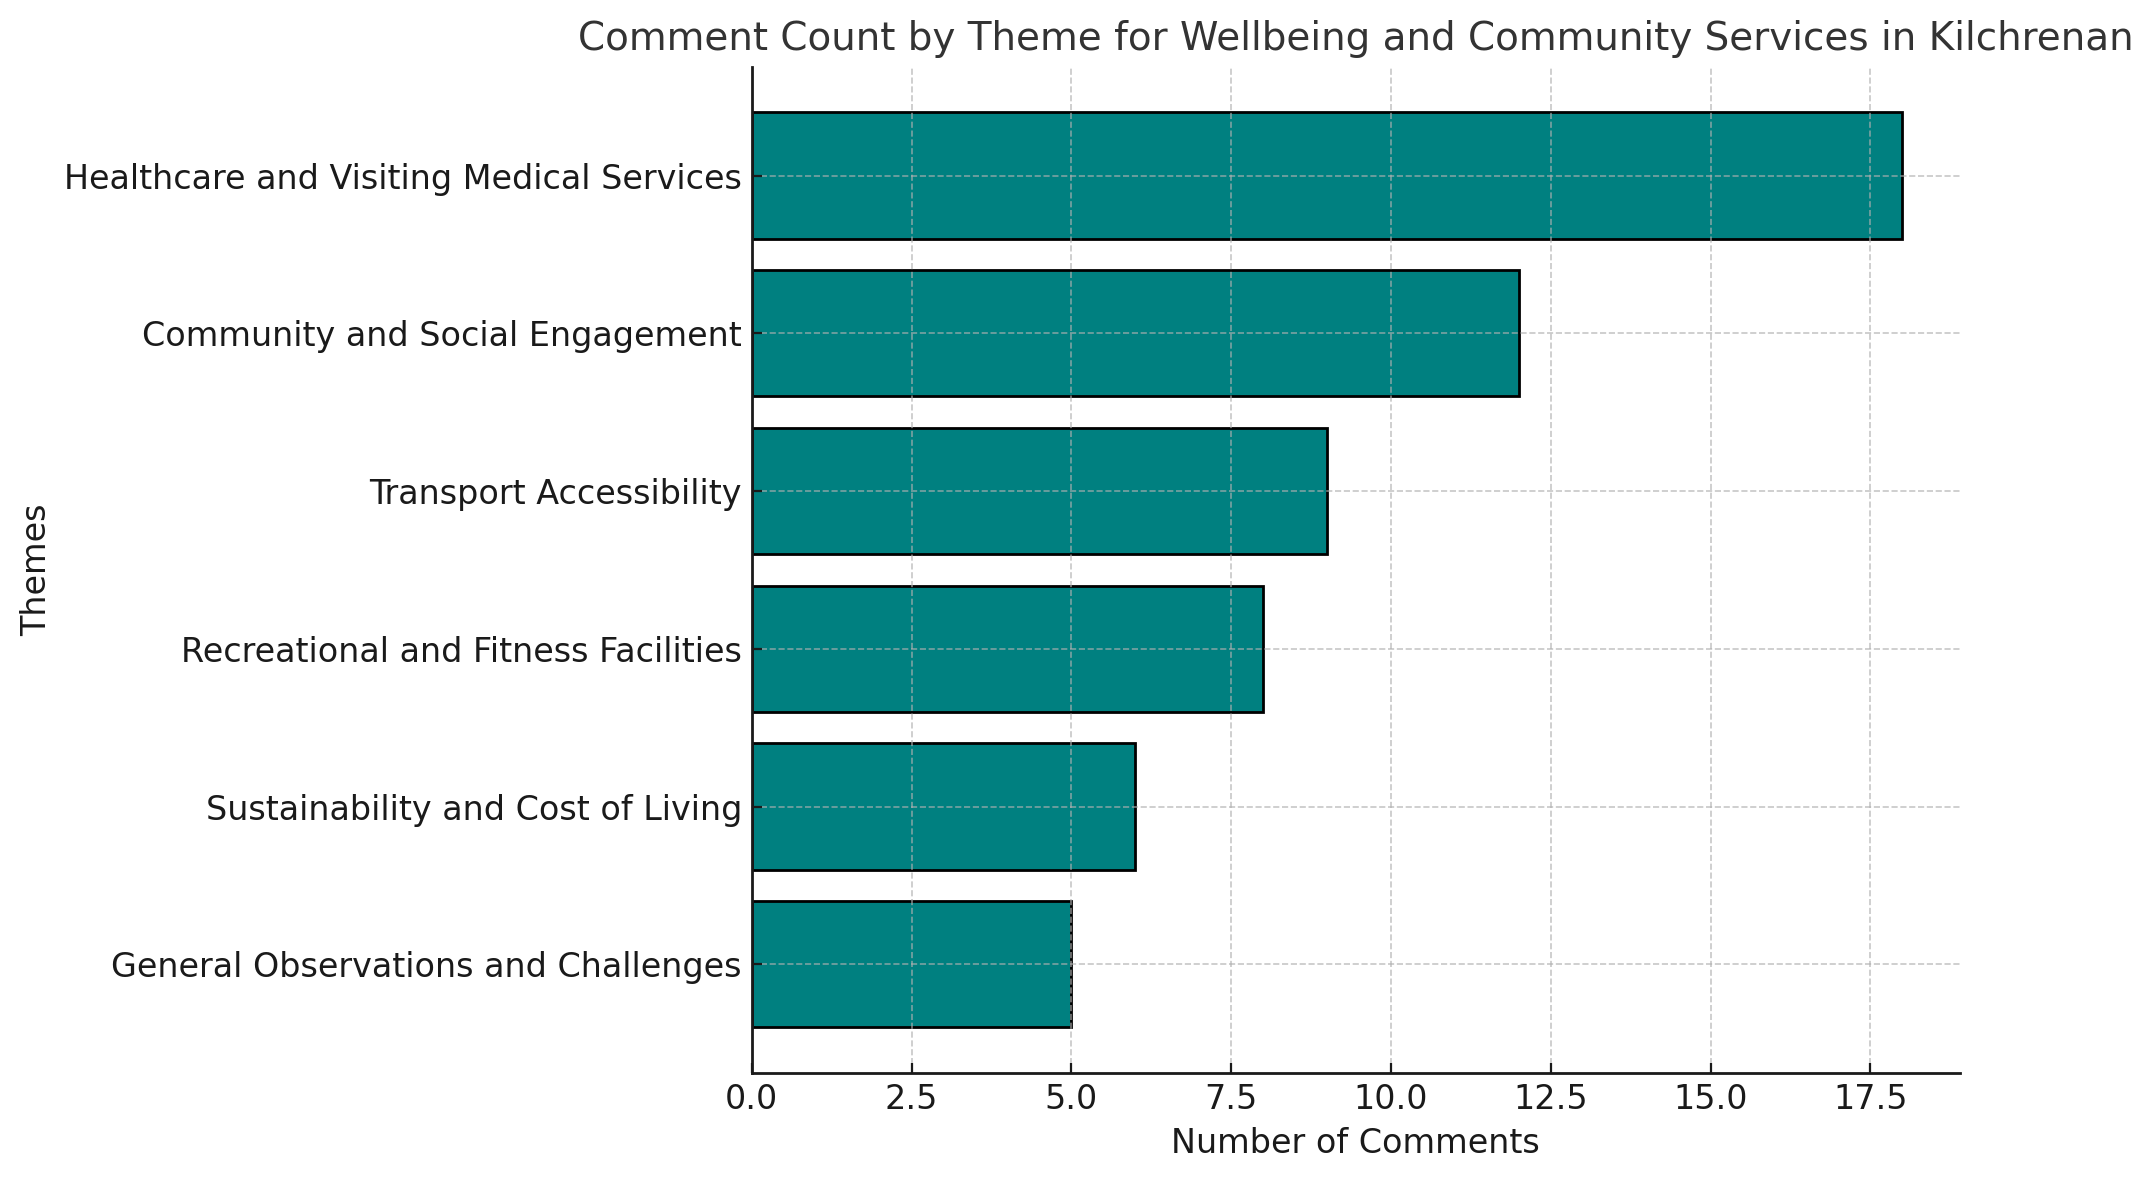 Comment Count by Theme for Wellbeing and Community Services in Kilchrenan
Healthcare and Visiting Medical Services
Community and Social Engagement
Transport Accessibility
Recreational and Fitness Facilities
Sustainability and Cost of Living
General Observations and Challenges
Themes
0.0 2.5 5.0 7.5 10.0 12.5 15.0 17.5
Number of Comments